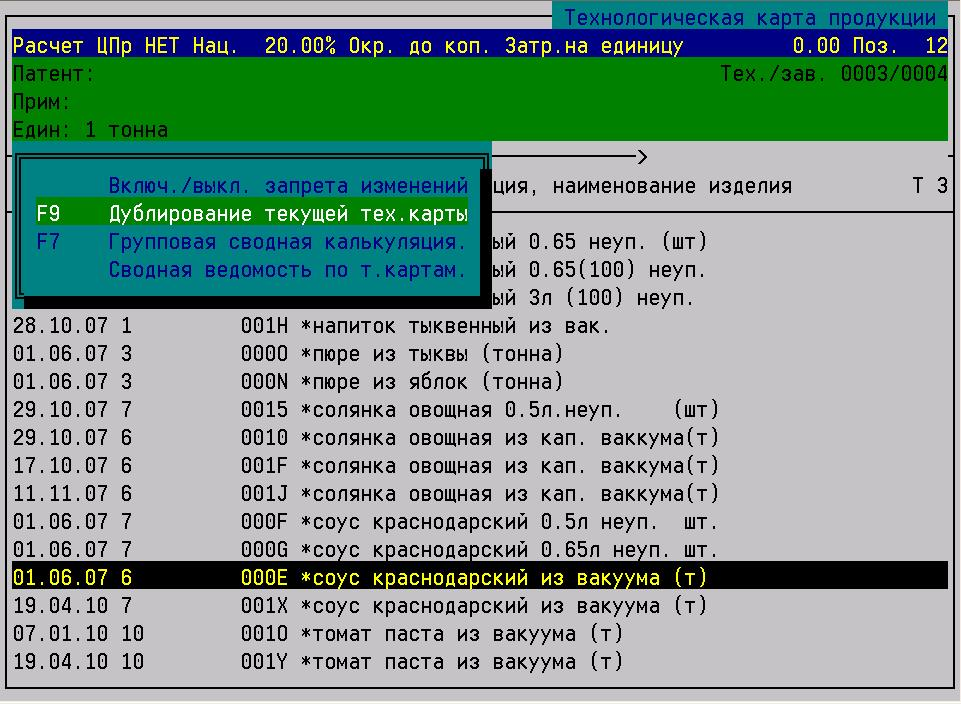 Технологическая карта продукции
Расчет ЦПр НЕТ Нац. 20.00% Окр. до коп. Затр.на единицу 0.00 Поз. 12
Патент: Тех./зав. 0003/0004
Прим:
Един: 1 тонна
Включ./выкл. запрета изменений ция, наименование изделия Т 3
F9 Дублирование текущей тех.карты
F7 Групповая сводная калькуляция. ый 0.65 неуп. (шт)
Сводная ведомость по т.картам. ый 0.65(100) неуп.
ый 3л (100) неуп.
28.10.07 1 001H *напиток тыквенный из вак.
01.06.07 3 000O *пюре из тыквы (тонна)
01.06.07 3 000N *пюре из яблок (тонна)
29.10.07 7 0015 *солянка овощная 0.5л.неуп. (шт)
29.10.07 6 0010 *солянка овощная из кап. ваккума(т)
17.10.07 6 001F *солянка овощная из кап. ваккума(т)
11.11.07 6 001J *солянка овощная из кап. ваккума(т)
01.06.07 7 000F *соус краснодарский 0.5л неуп. шт.
01.06.07 7 000G *соус краснодарский 0.65л неуп. шт.
01.06.07 6 000E *соус краснодарский из вакуума (т)
19.04.10 7 001X *соус краснодарский из вакуума (т)
07.01.10 10 001O *томат паста из вакуума (т)
19.04.10 10 001Y *томат паста из вакуума (т)